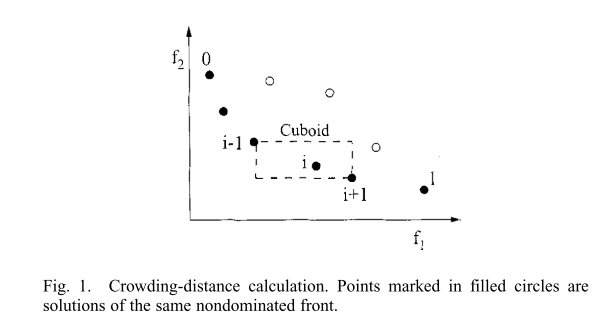 f2 0
Cuboid
i-1
i
i+1
l
f1
Fig. 1. Crowding-distance calculation. Points marked in filled circles are
solutions of the same nondominated front.